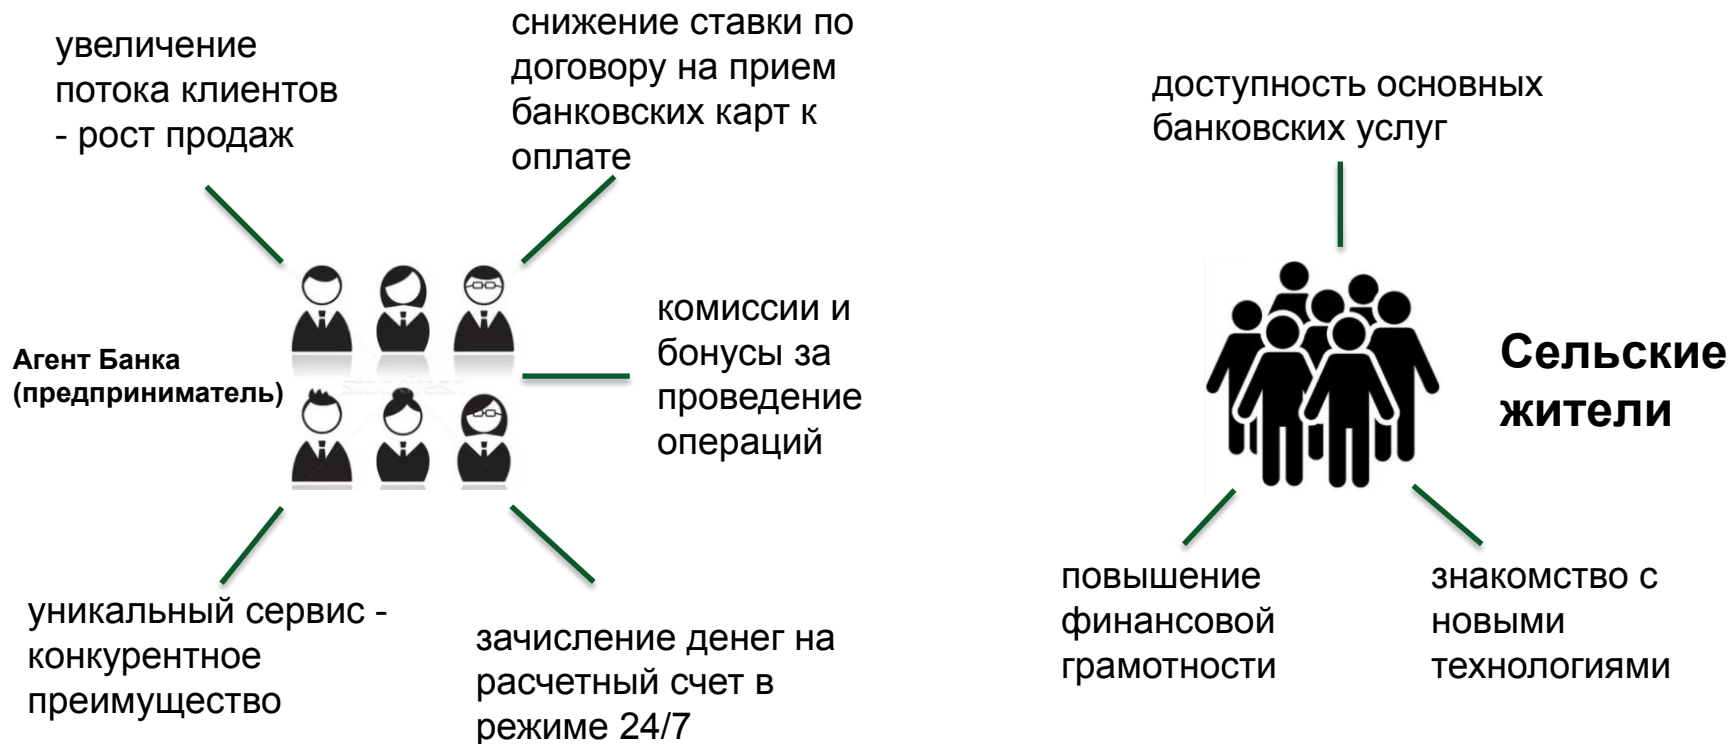 увеличение
потока клиентов
- рост продаж
снижение ставки по
договору на прием
банковских карт к
оплате
Агент Банка
(предприниматель)
комиссии и
бонусы за
проведение
операций
уникальный сервис -
конкурентное
преимущество
зачисление денег на
расчетный счет в
режиме 24/7
доступность основных
банковских услуг
Сельские
жители
повышение
финансовой
грамотности
знакомство с
новыми
технологиями